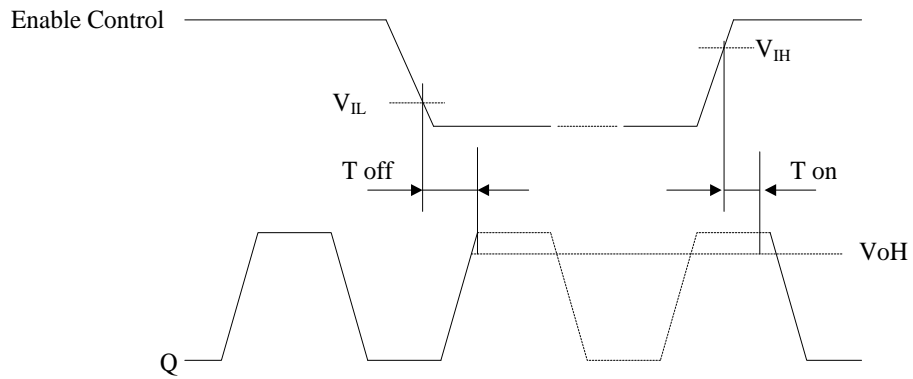 Enable Control
VIH
VIL
T off
T on
VoH
Q